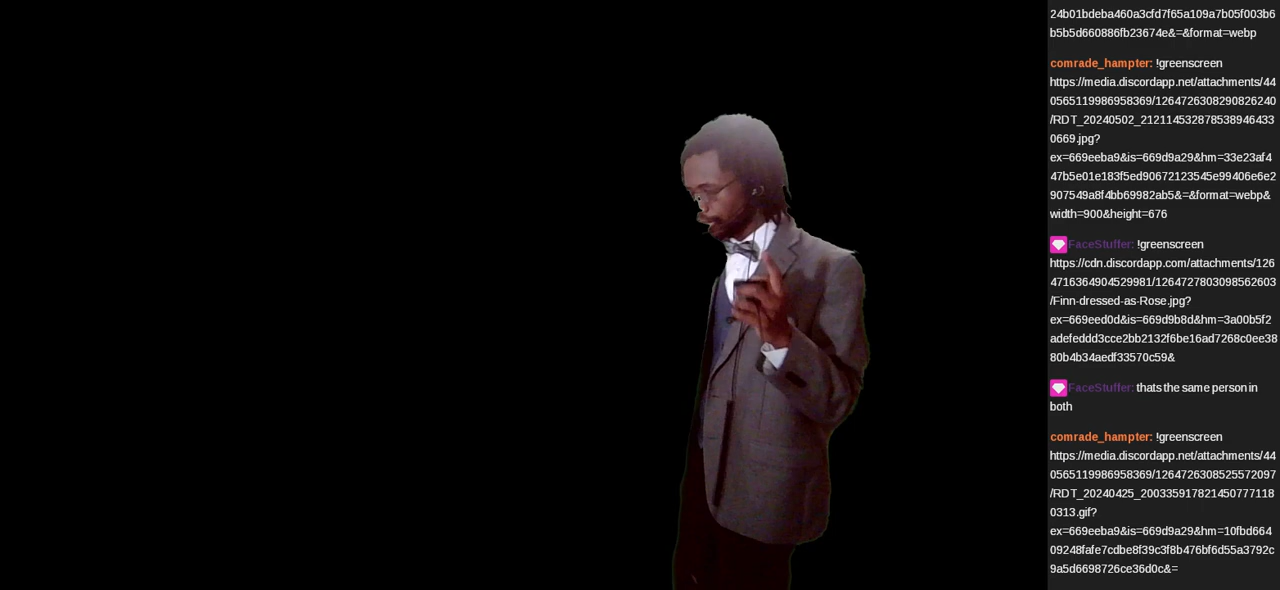 24b01bdeba460a3cfd7f65a109a7b05f003b6
b5b5d660886fb23674e&=&format=webp
comrade_hampter: !greenscreen
https://media.discordapp.net/attachments/44
0565119986958369/1264726308290826240
/RDT_20240502_212114532878538946433
0669.jpg?
ex=669eeba9&is=669d9a29&hm=33e23af4
47b5e01e183f5ed90672123545e99406e6e2
907549a8f4bb69982ab5&=&format=webp&
width=900&height=676
FaceStuffer: !greenscreen
https://cdn.discordapp.com/attachments/126
4716364904529981/1264727803098562603
/Finn-dressed-as-Rose.jpg?
ex=669eed0d&is=669d9b8d&hm=3a00b5f2
adefeddd3cce2bb2132f6be16ad7268c0ee38
80b4b34aedf33570c59&
FaceStuffer: thats the same person in
both
comrade_hampter: !greenscreen
https://media.discordapp.net/attachments/44
0565119986958369/1264726308525572097
/RDT_20240425_200335917821450777118
0313.gif?
ex=669eeba9&is=669d9a29&hm=10fbd664
09248fafe7cdbe8f39c3f8b476bf6d55a3792c
9a5d6698726ce36d0c&=